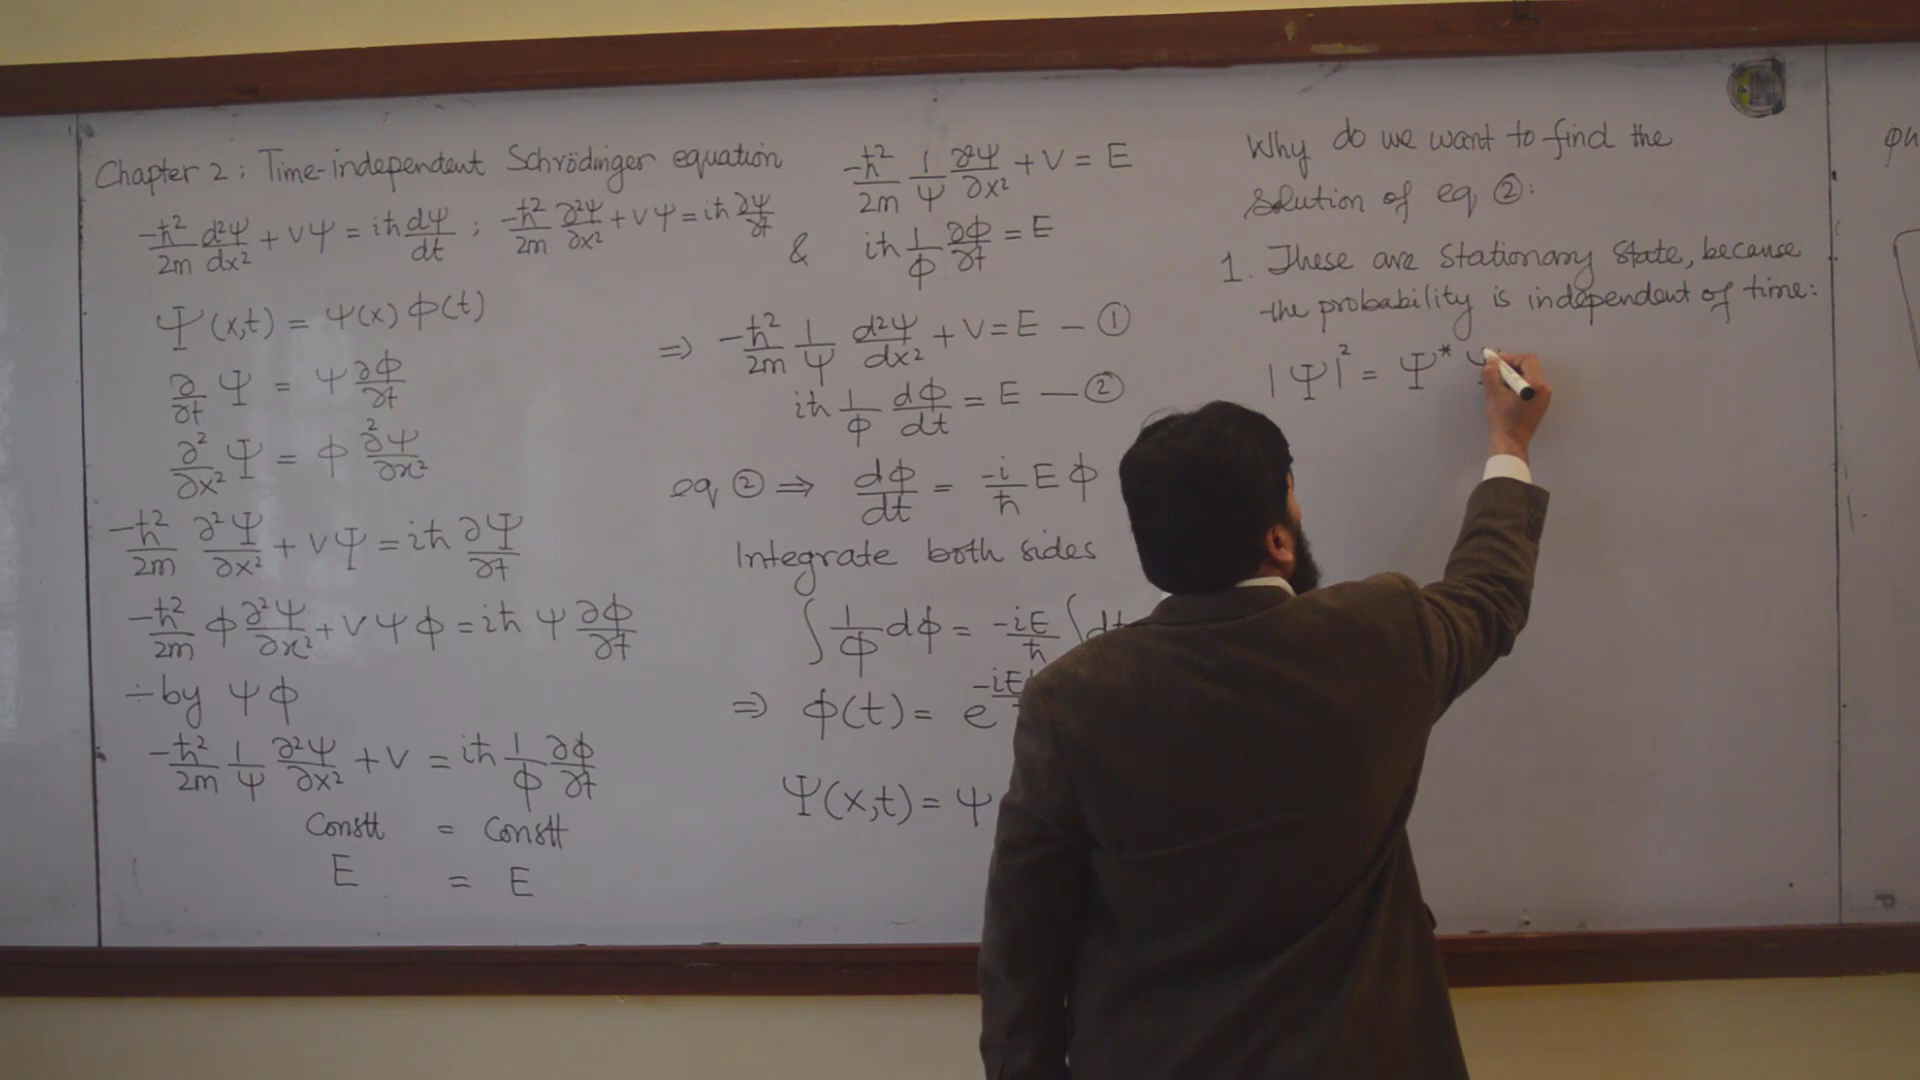 Chapter 2: Time-independent Schrödinger equation
-ħ²/2m d²Ψ/dx² + VΨ = iħ dΨ/dt ; -ħ²/2m ∂²Ψ/∂x² + VΨ = iħ ∂Ψ/∂t
Ψ(x,t) = ψ(x) ϕ(t)
∂/∂t Ψ = ψ ∂ϕ/∂t
∂²/∂x² Ψ = ϕ ∂²ψ/∂x²
-ħ²/2m ∂²Ψ/∂x² + VΨ = iħ ∂Ψ/∂t
-ħ²/2m ϕ ∂²ψ/∂x² + V ψ ϕ = iħ ψ ∂ϕ/∂t
÷ by ψ ϕ
-ħ²/2m 1/ψ ∂²ψ/∂x² + V = iħ 1/ϕ ∂ϕ/∂t
Constt = Constt
E = E
-ħ²/2m 1/ψ ∂²ψ/∂x² + V = E
& iħ 1/ϕ ∂ϕ/∂t = E
⇒ -ħ²/2m 1/ψ d²ψ/dx² + V = E — ①
iħ 1/ϕ dϕ/dt = E — ②
eq ② ⇒ dϕ/dt = -i/ħ E ϕ
Integrate both sides
∫ 1/ϕ dϕ = -iE/ħ ∫ dt
⇒ ϕ(t) = e^-iE
Ψ(x,t) = ψ
Why do we want to find the
solution of eq ②:
1. These are stationary state, because
the probability is independent of time:
|Ψ|² = Ψ* Ψ